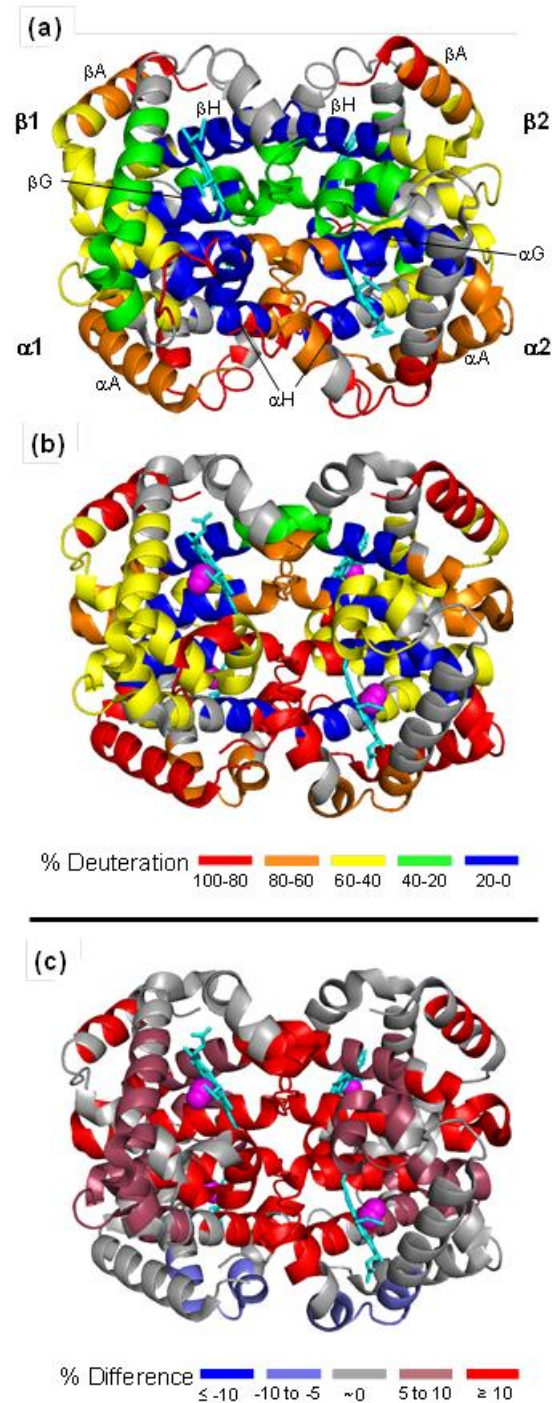 (a)
βA βA
βH βH
β1 β2
βG
αG
α1 α2
αA αA
αH
(b)
% Deuteration
100-80 80-60 60-40 40-20 20-0
(c)
% Difference
≤ -10 -10 to -5 ~0 5 to 10 ≥ 10